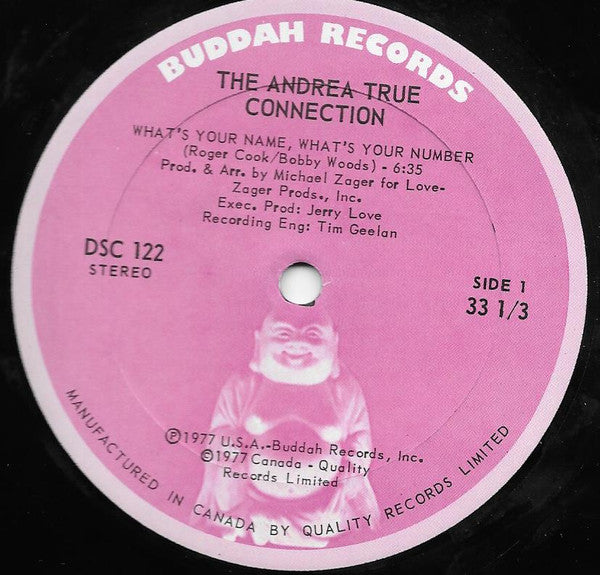 BUDDAH RECORDS
THE ANDREA TRUE
CONNECTION
WHAT'S YOUR NAME, WHAT'S YOUR NUMBER
(Roger Cook/Bobby Woods) - 6:35
Prod. & Arr. by Michael Zager for Love-
Zager Prods., Inc.
Exec. Prod: Jerry Love
Recording Eng: Tim Geelan
DSC 122
STEREO
SIDE 1
33 1/3
Ⓟ1977 U.S.A.-Buddah Records, Inc.
©1977 Canada - Quality
Records Limited
MANUFACTURED IN CANADA BY QUALITY RECORDS LIMITED